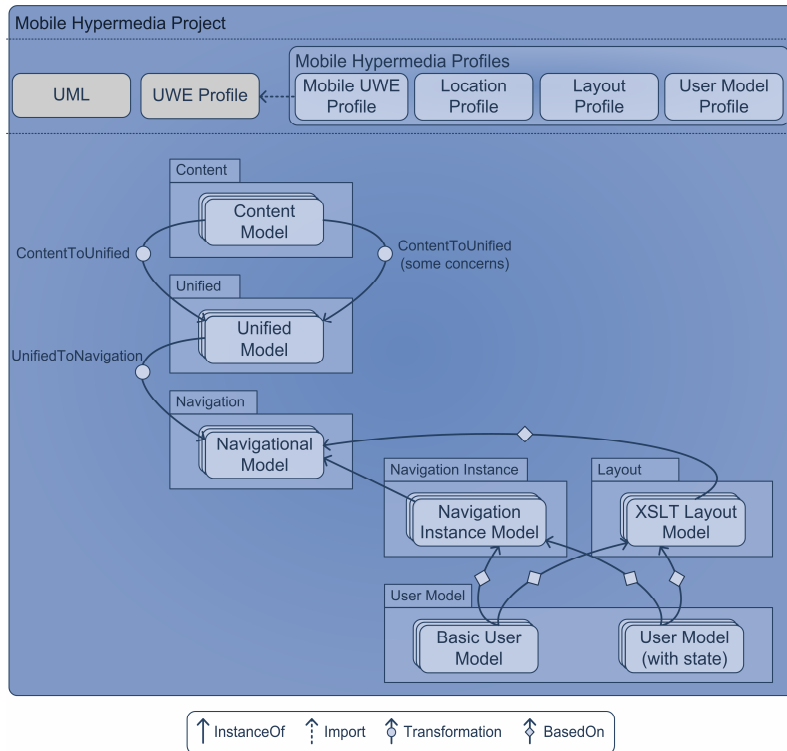 Mobile Hypermedia Project
Mobile Hypermedia Profiles
UML
UWE Profile
Mobile UWE
Profile
Location
Profile
Layout
Profile
User Model
Profile
Content
Content
Model
ContentToUnified
ContentToUnified
(some concerns)
Unified
Unified
Model
UnifiedToNavigation
Navigation
Navigational
Model
Navigation Instance
Navigation
Instance Model
Layout
XSLT Layout
Model
User Model
Basic User
Model
User Model
(with state)
InstanceOf
Import
Transformation
BasedOn